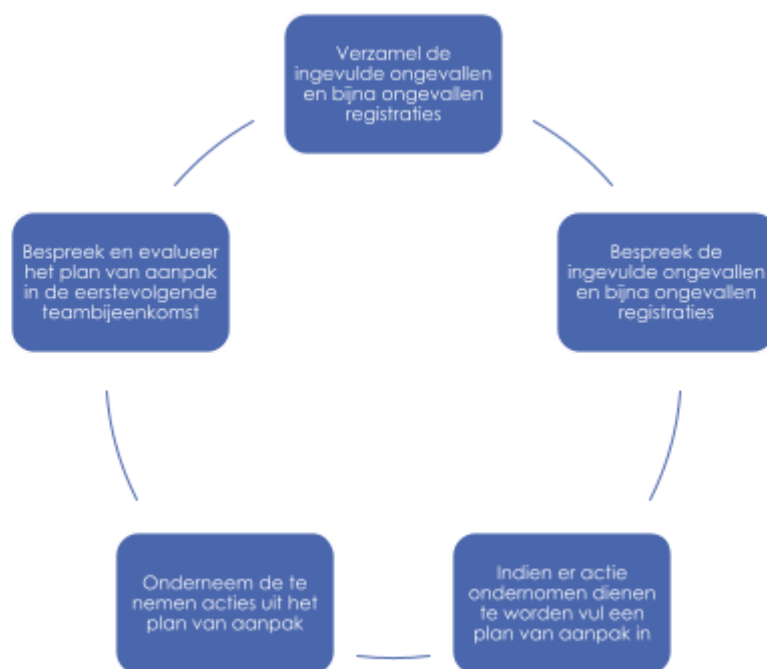 Verzamel de
ingevulde ongevallen
en bijna ongevallen
registraties
Bespreek de
ingevulde ongevallen
en bijna ongevallen
registraties
Indien er actie
ondernomen dienen
te worden vul een
plan van aanpak in
Onderneem de te
nemen acties uit het
plan van aanpak
Bespreek en evalueer
het plan van aanpak
in de eerstevolgende
teambijeenkomst